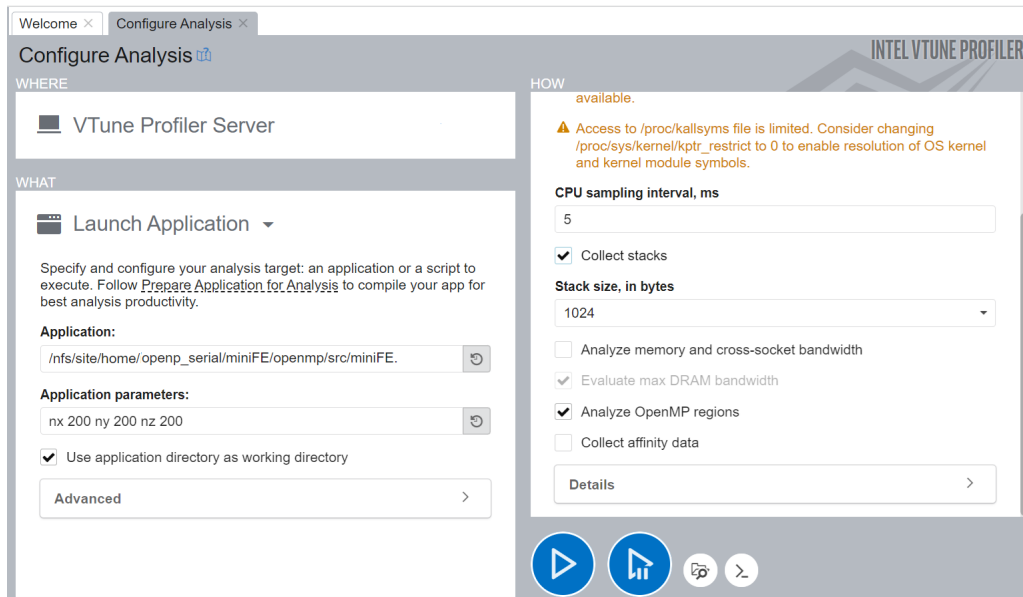 Welcome
Configure Analysis
Configure Analysis
INTEL VTUNE PROFILER
WHERE
VTune Profiler Server
WHAT
Launch Application
Specify and configure your analysis target: an application or a script to
execute. Follow Prepare Application for Analysis to compile your app for
best analysis productivity.
Application:
/nfs/site/home/openp_serial/miniFE/openmp/src/miniFE.
Application parameters:
nx 200 ny 200 nz 200
Use application directory as working directory
Advanced
HOW
available.
Access to /proc/kallsyms file is limited. Consider changing
/proc/sys/kernel/kptr_restrict to 0 to enable resolution of OS kernel
and kernel module symbols.
CPU sampling interval, ms
5
Collect stacks
Stack size, in bytes
1024
Analyze memory and cross-socket bandwidth
Evaluate max DRAM bandwidth
Analyze OpenMP regions
Collect affinity data
Details